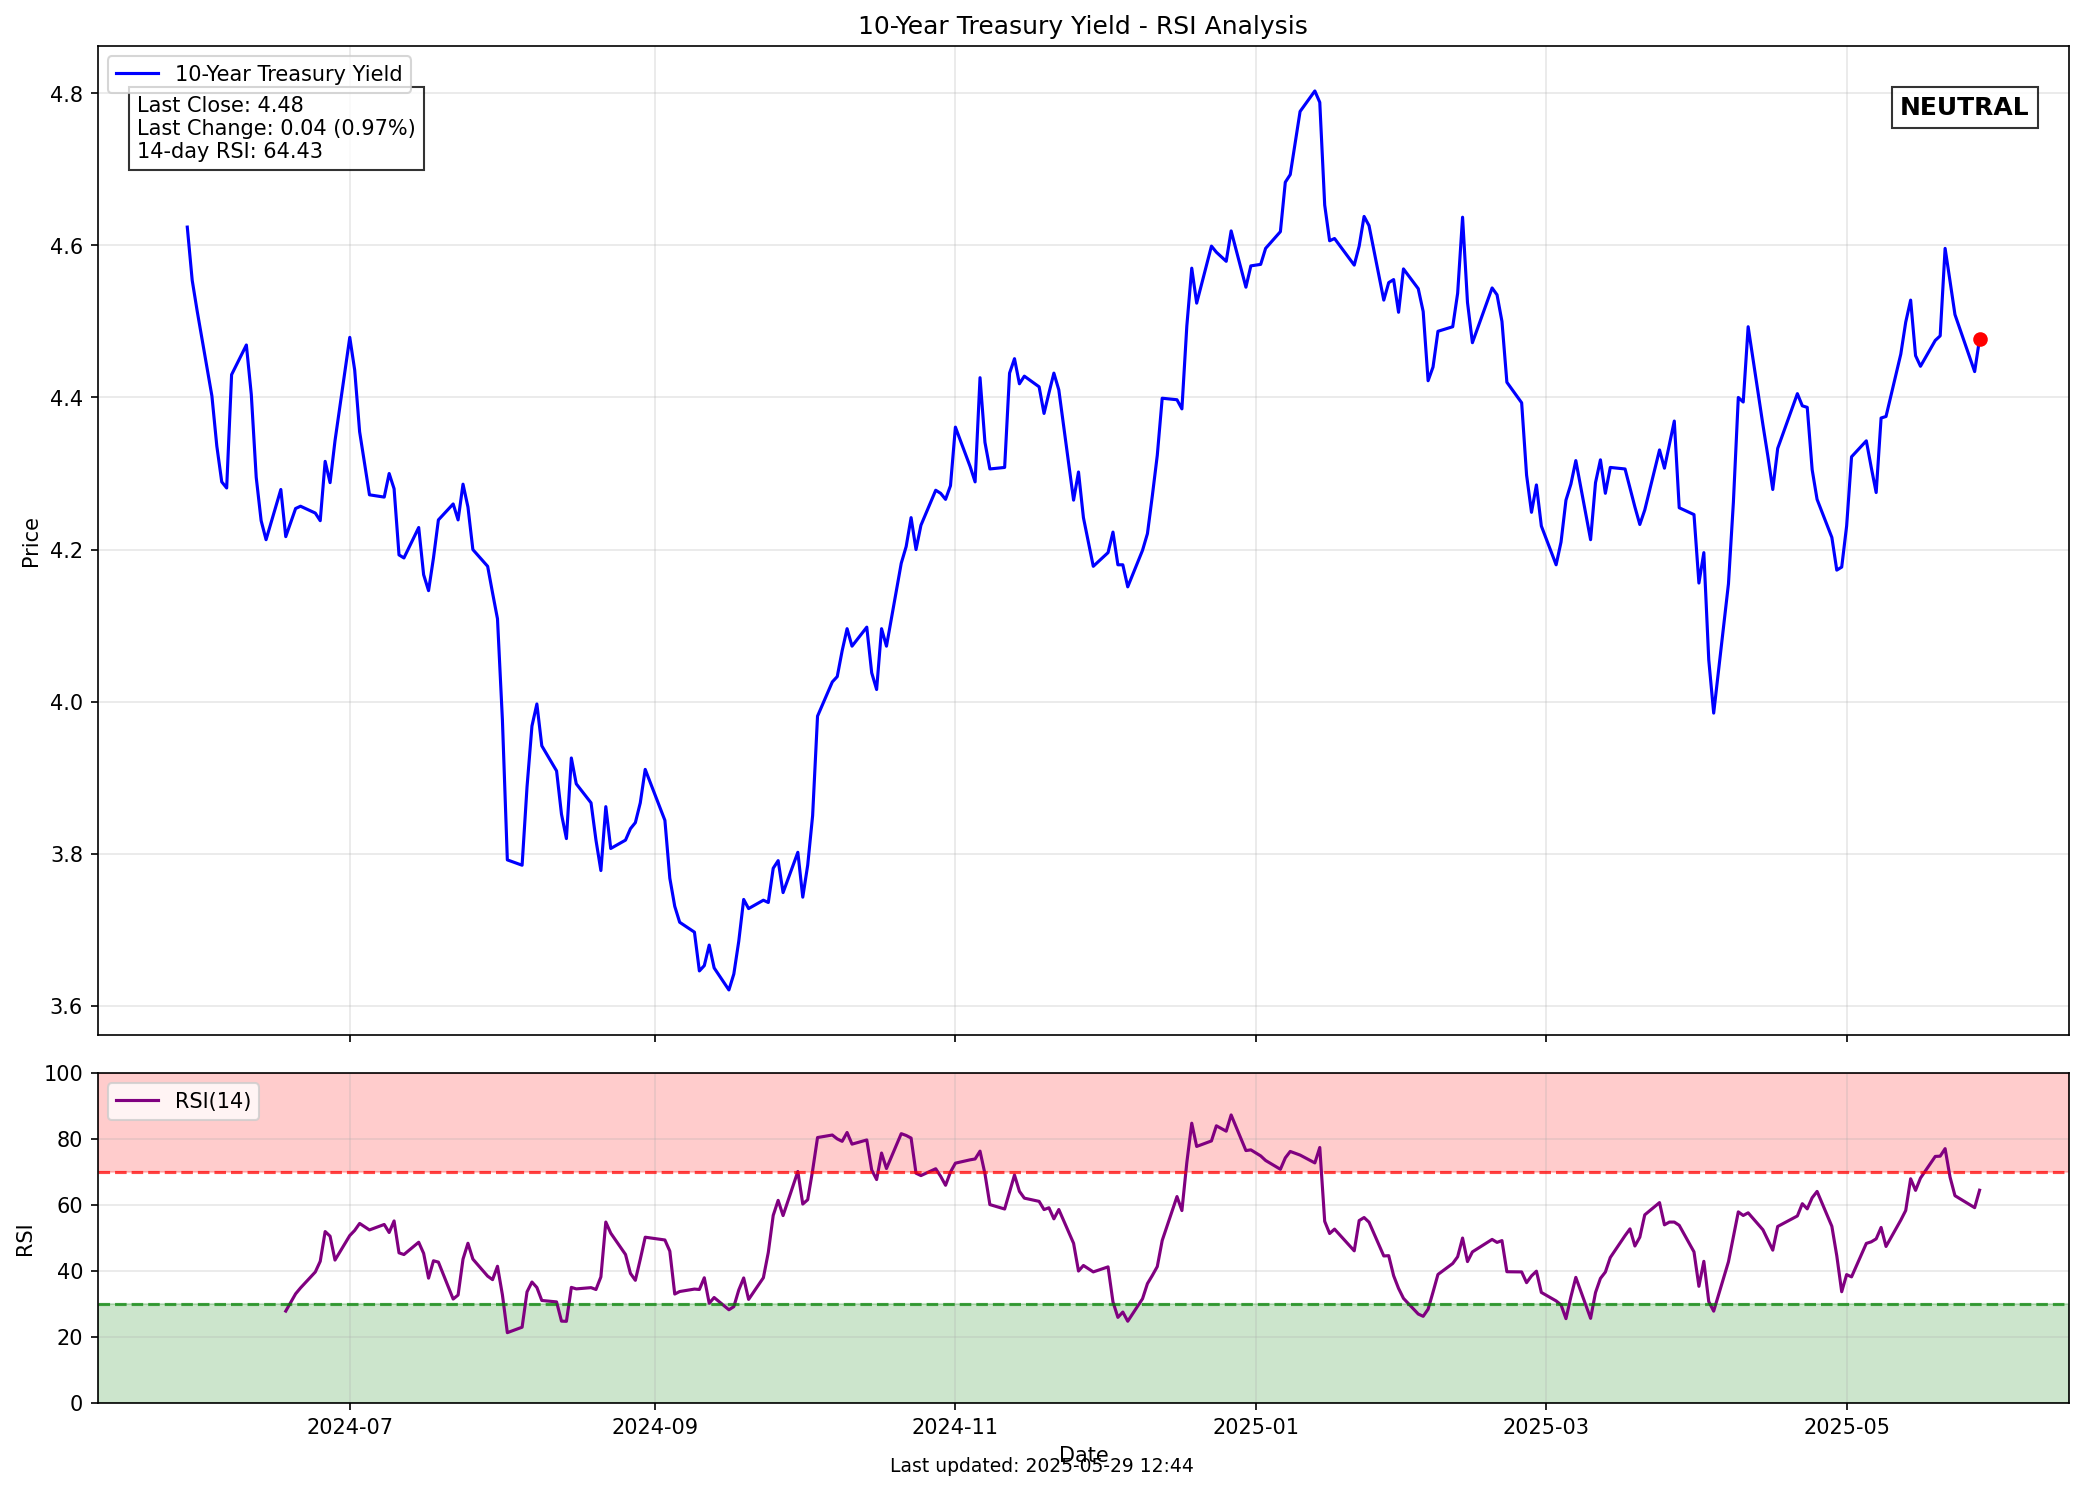 10-Year Treasury Yield - RSI Analysis
10-Year Treasury Yield
Last Close: 4.48
Last Change: 0.04 (0.97%)
14-day RSI: 64.43
NEUTRAL
4.8
4.6
4.4
4.2
4.0
3.8
3.6
Price
RSI(14)
100
80
60
40
20
0
RSI
2024-07
2024-09
2024-11
2025-01
2025-03
2025-05
Date
Last updated: 2025-05-29 12:44